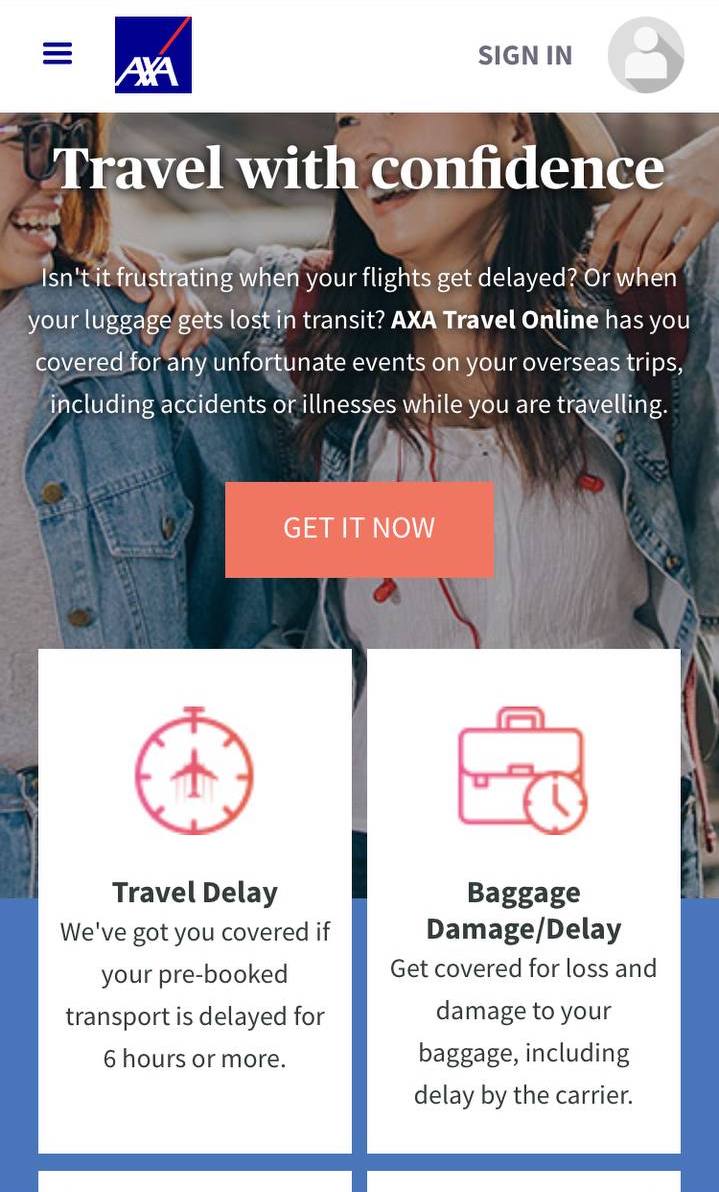 AXA
SIGN IN
Travel with confidence
Isn't it frustrating when your flights get delayed? Or when
your luggage gets lost in transit? AXA Travel Online has you
covered for any unfortunate events on your overseas trips,
including accidents or illnesses while you are travelling.
GET IT NOW
Travel Delay
We've got you covered if
your pre-booked
transport is delayed for
6 hours or more.
Baggage
Damage/Delay
Get covered for loss and
damage to your
baggage, including
delay by the carrier.